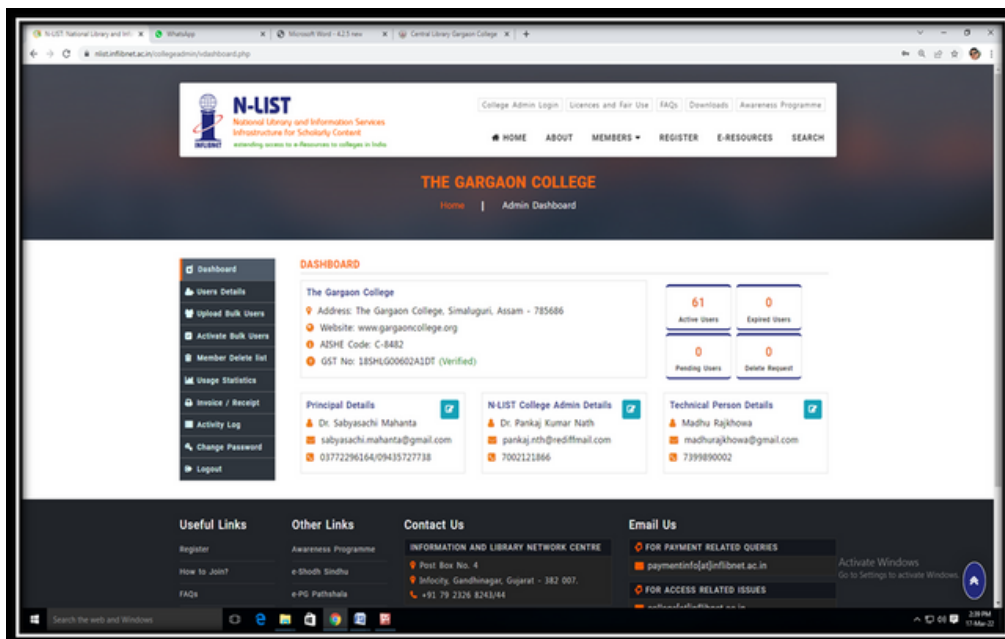 N-LIST: National Library and Inf
WhatsApp
Microsoft Word - 4.2.3 new
Central Library Gargaon College
nlist.inflibnet.ac.in/collegeadmin/vdashboard.php
INFLIBNET
N-LIST
National Library and Information Services
Infrastructure for Scholarly Content
extending access to e-Resources to colleges in India
College Admin Login
Licences and Fair Use
FAQs
Downloads
Awareness Programme
HOME
ABOUT
MEMBERS
REGISTER
E-RESOURCES
SEARCH
THE GARGAON COLLEGE
Home | Admin Dashboard
Dashboard
Users Details
Upload Bulk Users
Activate Bulk Users
Member Delete list
Usage Statistics
Invoice / Receipt
Activity Log
Change Password
Logout
DASHBOARD
The Gargaon College
Address: The Gargaon College, Simaluguri, Assam - 785686
Website: www.gargaoncollege.org
AISHE Code: C-8482
GST No: 18SHLG00602A1DT (Verified)
61
Active Users
0
Expired Users
0
Pending Users
0
Delete Request
Principal Details
Dr. Sabyasachi Mahanta
sabyasachi.mahanta@gmail.com
03772296164/09435727738
N-LIST College Admin Details
Dr. Pankaj Kumar Nath
pankaj.nth@rediffmail.com
7002121866
Technical Person Details
Madhu Rajkhowa
madhurajkhowa@gmail.com
7399890002
Useful Links
Register
How to Join?
FAQs
Other Links
Awareness Programme
e-Shodh Sindhu
e-PG Pathshala
Contact Us
INFORMATION AND LIBRARY NETWORK CENTRE
Post Box No. 4
Infocity, Gandhinagar, Gujarat - 382 007.
+91 79 2326 8243/44
Email Us
FOR PAYMENT RELATED QUERIES
paymentinfo[at]inflibnet.ac.in
FOR ACCESS RELATED ISSUES
Activate Windows
Go to Settings to activate Windows.
Search the web and Windows
2:39 PM
17-Mar-22